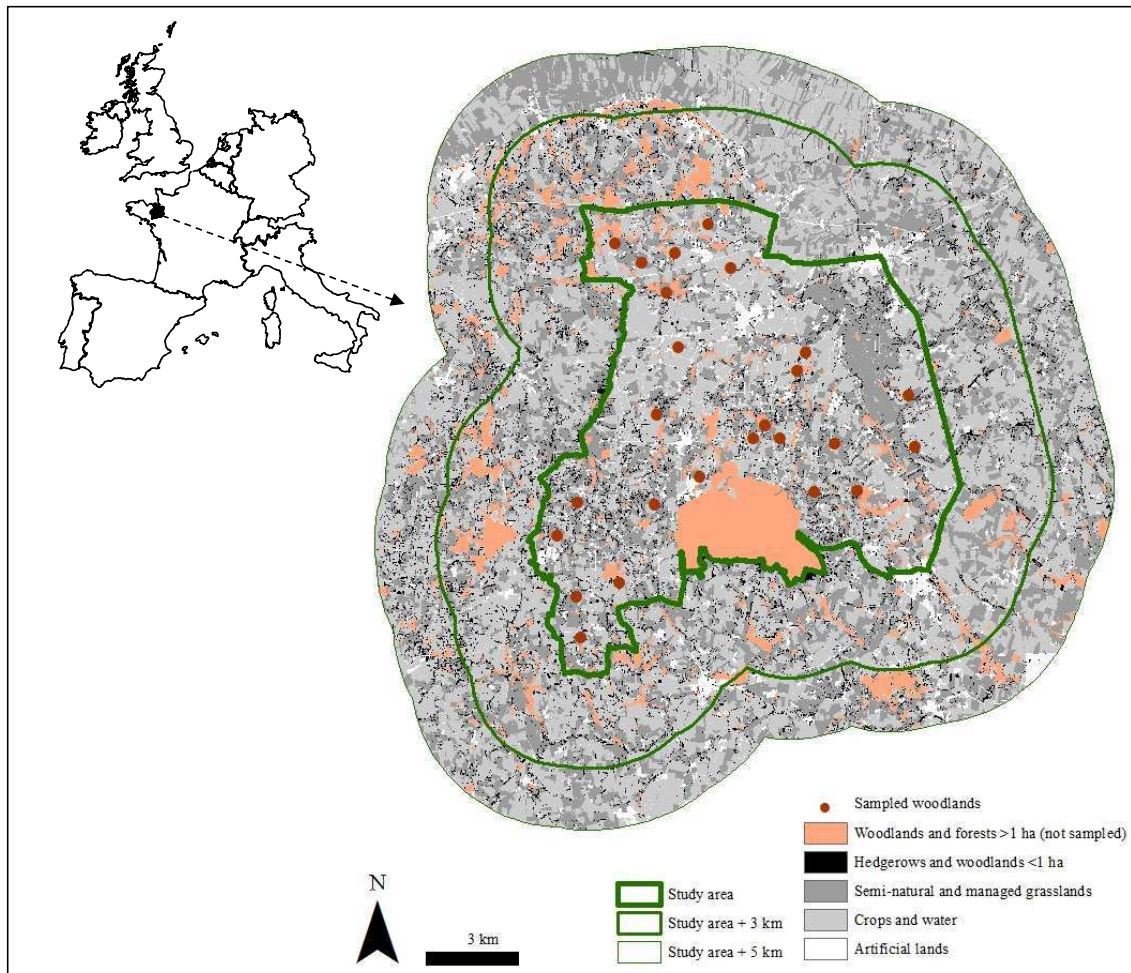 Sampled woodlands
Woodlands and forests >1 ha (not sampled)
Hedgerows and woodlands <1 ha
Semi-natural and managed grasslands
Crops and water
Artificial lands
Study area
Study area + 3 km
Study area + 5 km
N
3 km